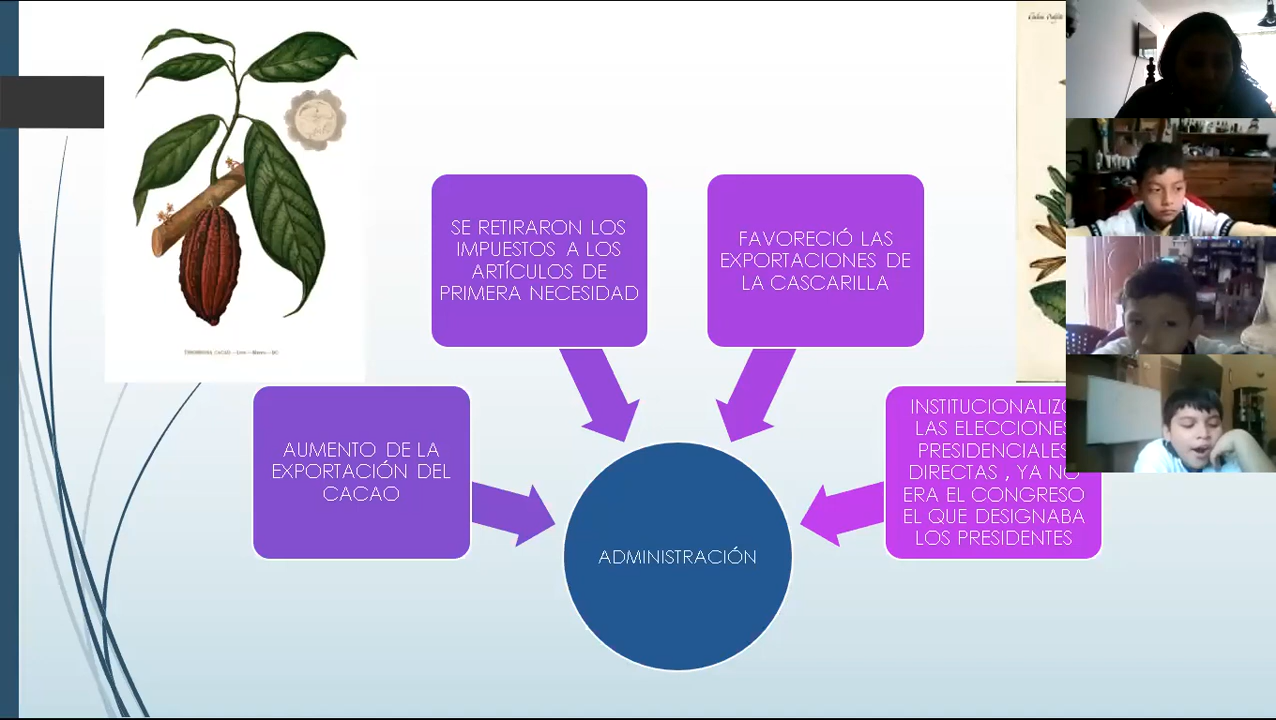 SE RETIRARON LOS
IMPUESTOS A LOS
ARTÍCULOS DE
PRIMERA NECESIDAD
FAVORECIÓ LAS
EXPORTACIONES DE
LA CASCARILLA
AUMENTO DE LA
EXPORTACIÓN DEL
CACAO
INSTITUCIONALIZÓ
LAS ELECCIONES
PRESIDENCIALES
DIRECTAS , YA NO
ERA EL CONGRESO
EL QUE DESIGNABA
LOS PRESIDENTES
ADMINISTRACIÓN